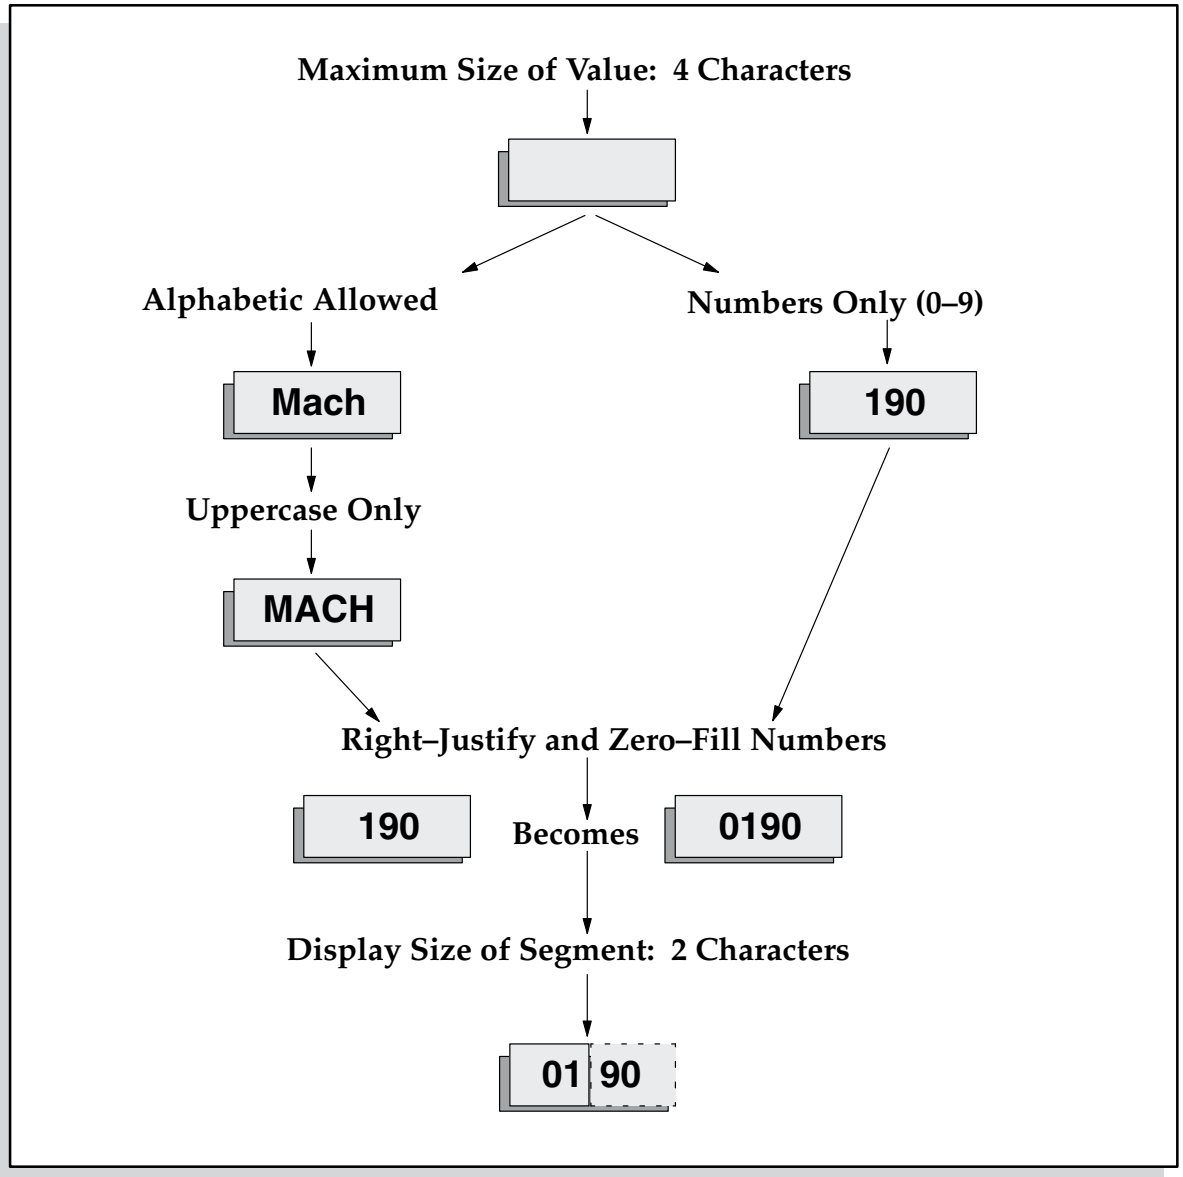 Maximum Size of Value: 4 Characters
Alphabetic Allowed
Numbers Only (0–9)
Mach
190
Uppercase Only
MACH
Right–Justify and Zero–Fill Numbers
190
Becomes
0190
Display Size of Segment: 2 Characters
01 90